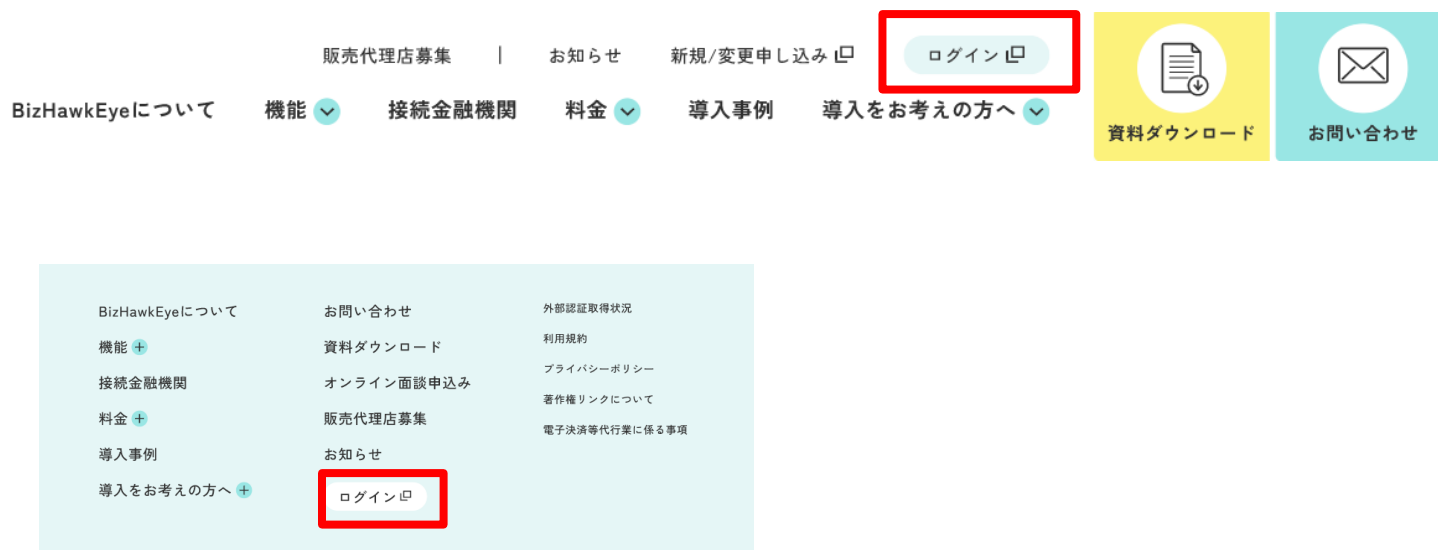 販売代理店募集 | お知らせ 新規/変更申し込み ログイン
BizHawkEyeについて 機能 接続金融機関 料金 導入事例 導入をお考えの方へ
資料ダウンロード お問い合わせ
BizHawkEyeについて
機能
接続金融機関
料金
導入事例
導入をお考えの方へ
お問い合わせ
資料ダウンロード
オンライン面談申込み
販売代理店募集
お知らせ
ログイン
外部認証取得状況
利用規約
プライバシーポリシー
著作権リンクについて
電子決済等代行業に係る事項